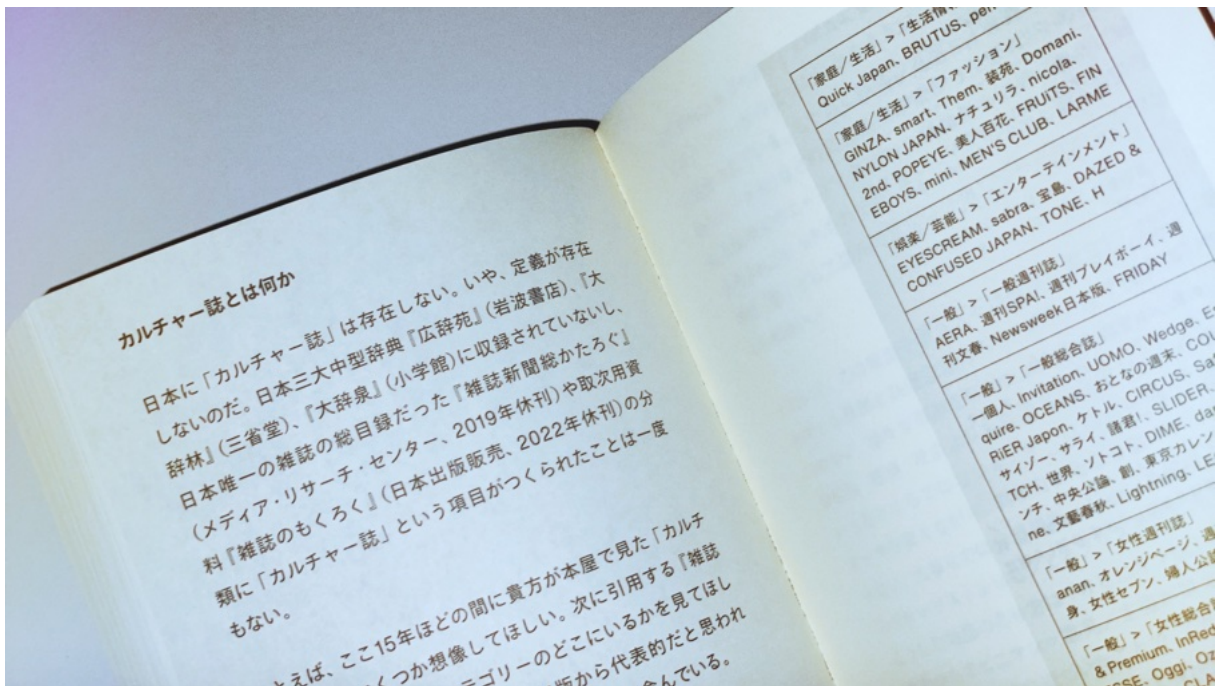 カルチャー誌とは何か
日本に「カルチャー誌」は存在しない。いや、定義が存在
しないのだ。日本三大中型辞典『広辞苑』(岩波書店)、『大
辞林』(三省堂)、『大辞泉』(小学館)に収録されていないし、
日本唯一の雑誌の総目録だった『雑誌新聞総かたろぐ』
(メディア・リサーチ・センター、2019年休刊)や取次用資
料『雑誌のもくろく』(日本出版販売、2022年休刊)の分
類に「カルチャー誌」という項目がつくられたことは一度
もない。
とえば、ここ15年ほどの間に貴方が本屋で見た「カルチ
くつか想像してほしい。次に引用する『雑誌
テゴリーのどこにいるかを見てほし
版から代表的だと思われ
含んでいる。
「家庭/生活」>「生活情
Quick Japan、BRUTUS、pen
「家庭/生活」>「ファッション」
GINZA、smart、Them、装苑、Domani、
NYLON JAPAN、ナチュリラ、nicola、
2nd、POPEYE、美人百花、FRUITS、FIN
EBOYS、mini、MEN'S CLUB、LARME
「娯楽/芸能」>「エンターテインメント」
EYESCREAM、sabra、宝島、DAZED &
CONFUSED JAPAN、TONE、H
「一般」>「一般週刊誌」
AERA、週刊SPA!、週刊プレイボーイ、週
刊文春、Newsweek日本版、FRIDAY
「一般」>「一般総合誌」
一個人、Invitation、UOMO、Wedge、Es
quire、OCEANS、おとなの週末、COU
RiER Japon、ケトル、CIRCUS、Saf
サイゾー、サライ、諸君!、SLIDER、
TCH、世界、ソトコト、DIME、dan
ンチ、中央公論、創、東京カレン
ne、文藝春秋、Lightning、LE
「一般」>「女性週刊誌」
anan、オレンジページ、週
身、女性セブン、婦人公論
「一般」>「女性総合誌
& Premium、InRed
SSE、Oggi、Oz
CLA